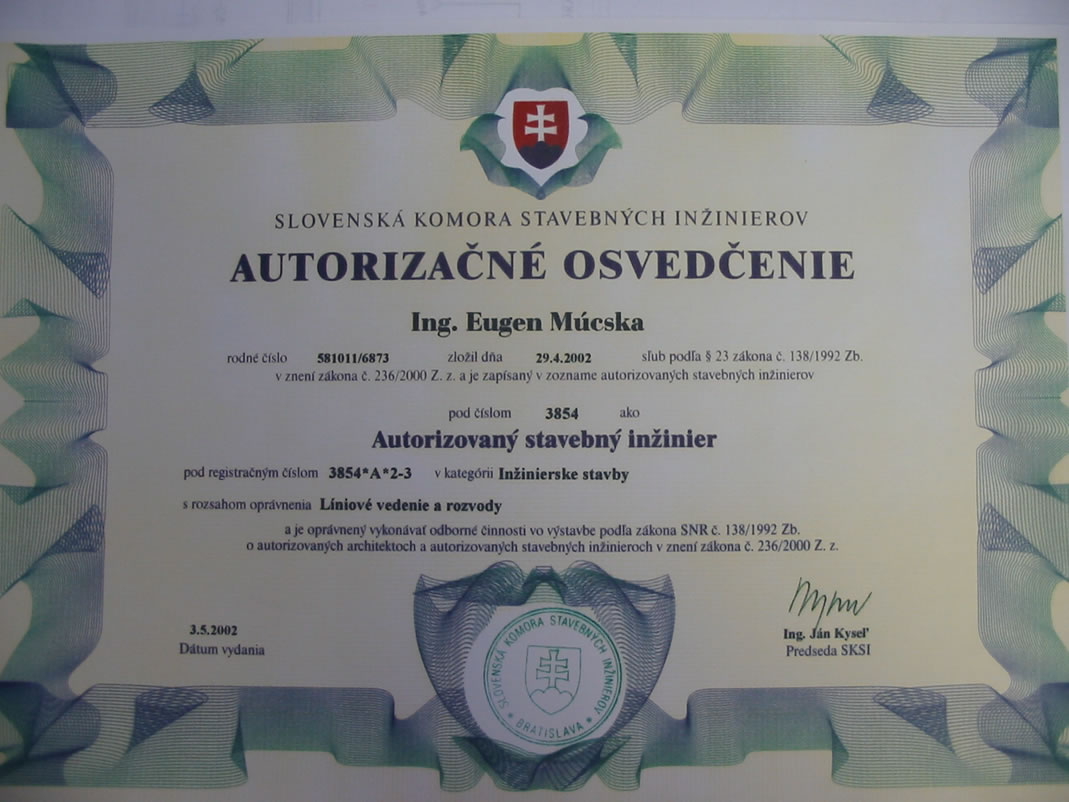 SLOVENSKÁ KOMORA STAVEBNÝCH INŽINIEROV
AUTORIZAČNÉ OSVEDČENIE
Ing. Eugen Múcska
rodné číslo 581011/6873 zložil dňa 29.4.2002 sľub podľa § 23 zákona č. 138/1992 Zb.
v znení zákona č. 236/2000 Z. z. a je zapísaný v zozname autorizovaných stavebných inžinierov
pod číslom 3854 ako
Autorizovaný stavebný inžinier
pod registračným číslom 3854*A*2-3 v kategórii Inžinierske stavby
s rozsahom oprávnenia Líniové vedenie a rozvody
a je oprávnený vykonávať odborné činnosti vo výstavbe podľa zákona SNR č. 138/1992 Zb.
o autorizovaných architektoch a autorizovaných stavebných inžinieroch v znení zákona č. 236/2000 Z. z.
3.5.2002
Dátum vydania
SLOVENSKÁ KOMORA STAVEBNÝCH INŽINIEROV
* BRATISLAVA *
Ing. Ján Kyseľ
Predseda SKSI